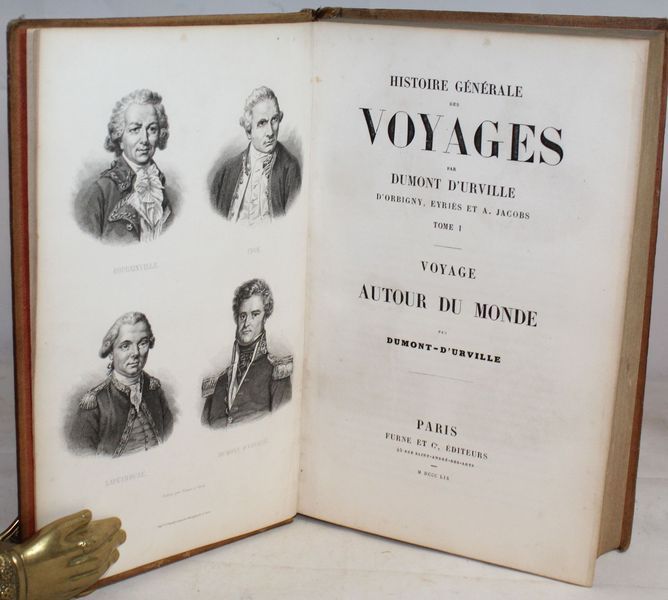 BOUGAINVILLE.
COOK.
LAPÉROUSE.
DUMONT D'URVILLE.
HISTOIRE GÉNÉRALE
DES
VOYAGES
PAR
DUMONT D'URVILLE
D'ORBIGNY, EYRIÈS ET A. JACOBS
TOME I
VOYAGE
AUTOUR DU MONDE
PAR
DUMONT-D'URVILLE
PARIS
FURNE ET Cie, ÉDITEURS
45 RUE SAINT-ANDRÉ-DES-ARTS
M DCCC LIX